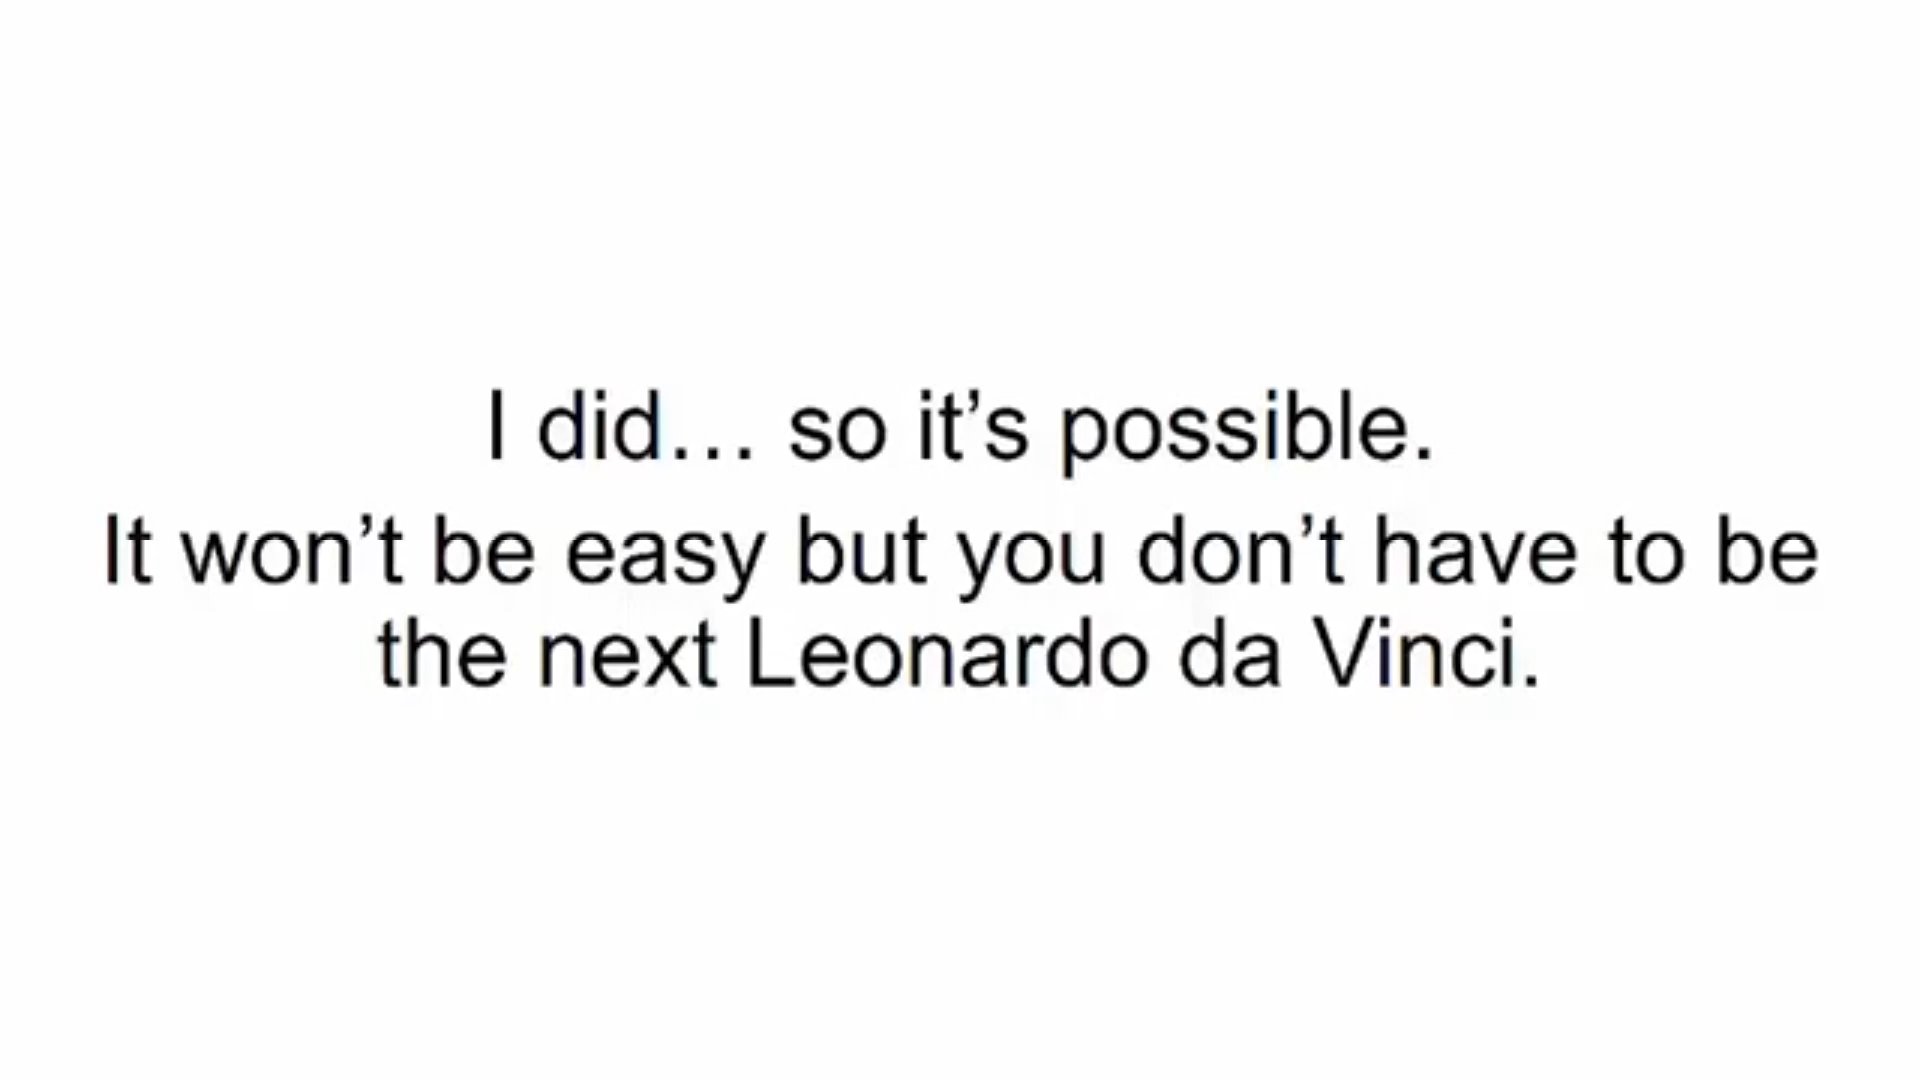 I did… so it’s possible.
It won’t be easy but you don’t have to be
the next Leonardo da Vinci.